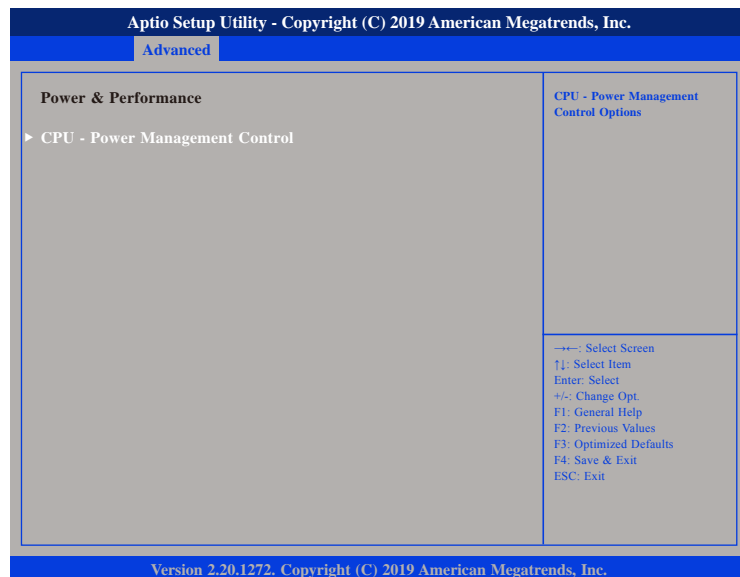 Aptio Setup Utility - Copyright (C) 2019 American Megatrends, Inc.
Advanced
Power & Performance
► CPU - Power Management Control
CPU - Power Management
Control Options
→←: Select Screen
↑↓: Select Item
Enter: Select
+/-: Change Opt.
F1: General Help
F2: Previous Values
F3: Optimized Defaults
F4: Save & Exit
ESC: Exit
Version 2.20.1272. Copyright (C) 2019 American Megatrends, Inc.